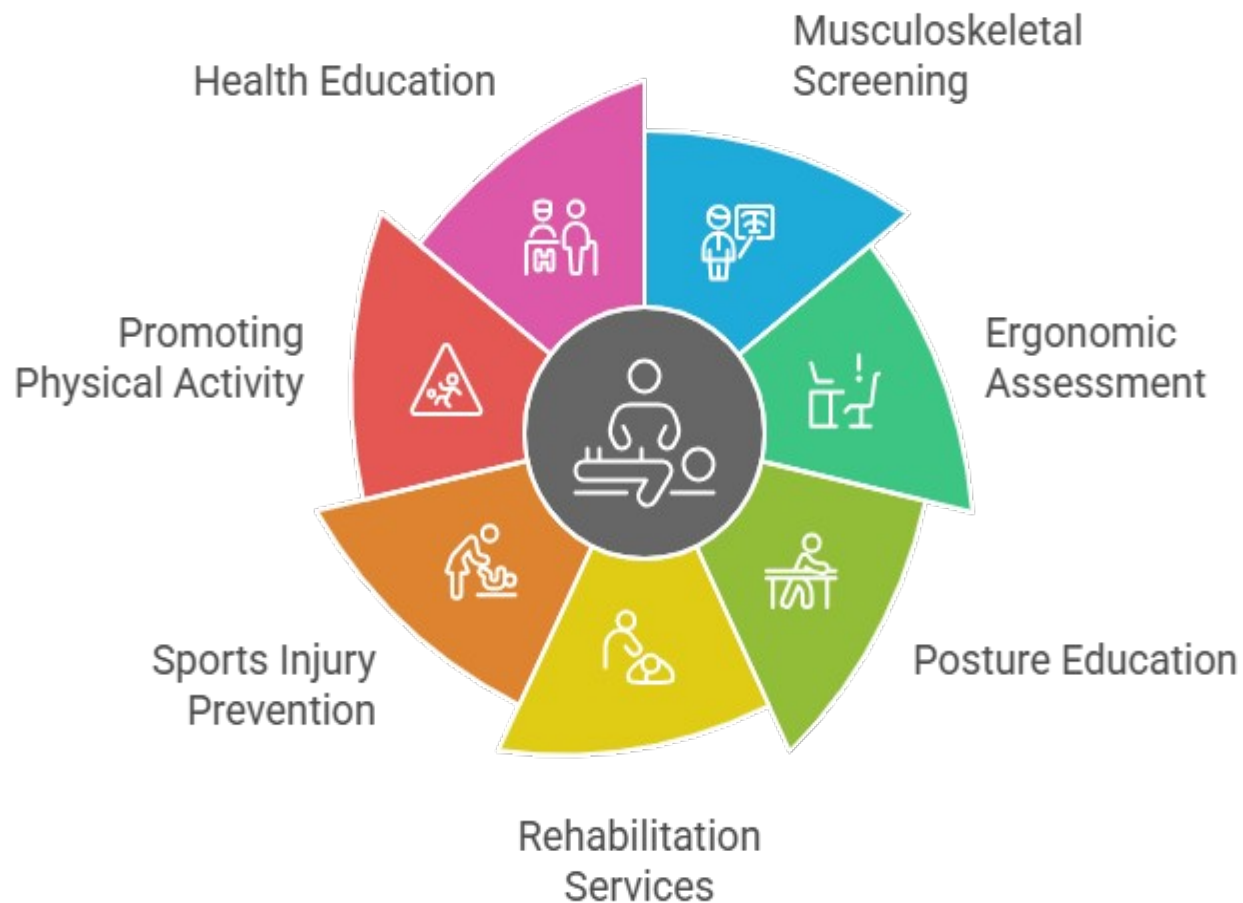 Musculoskeletal
Screening
Health Education
Ergonomic
Assessment
Promoting
Physical Activity
Posture Education
Sports Injury
Prevention
Rehabilitation
Services